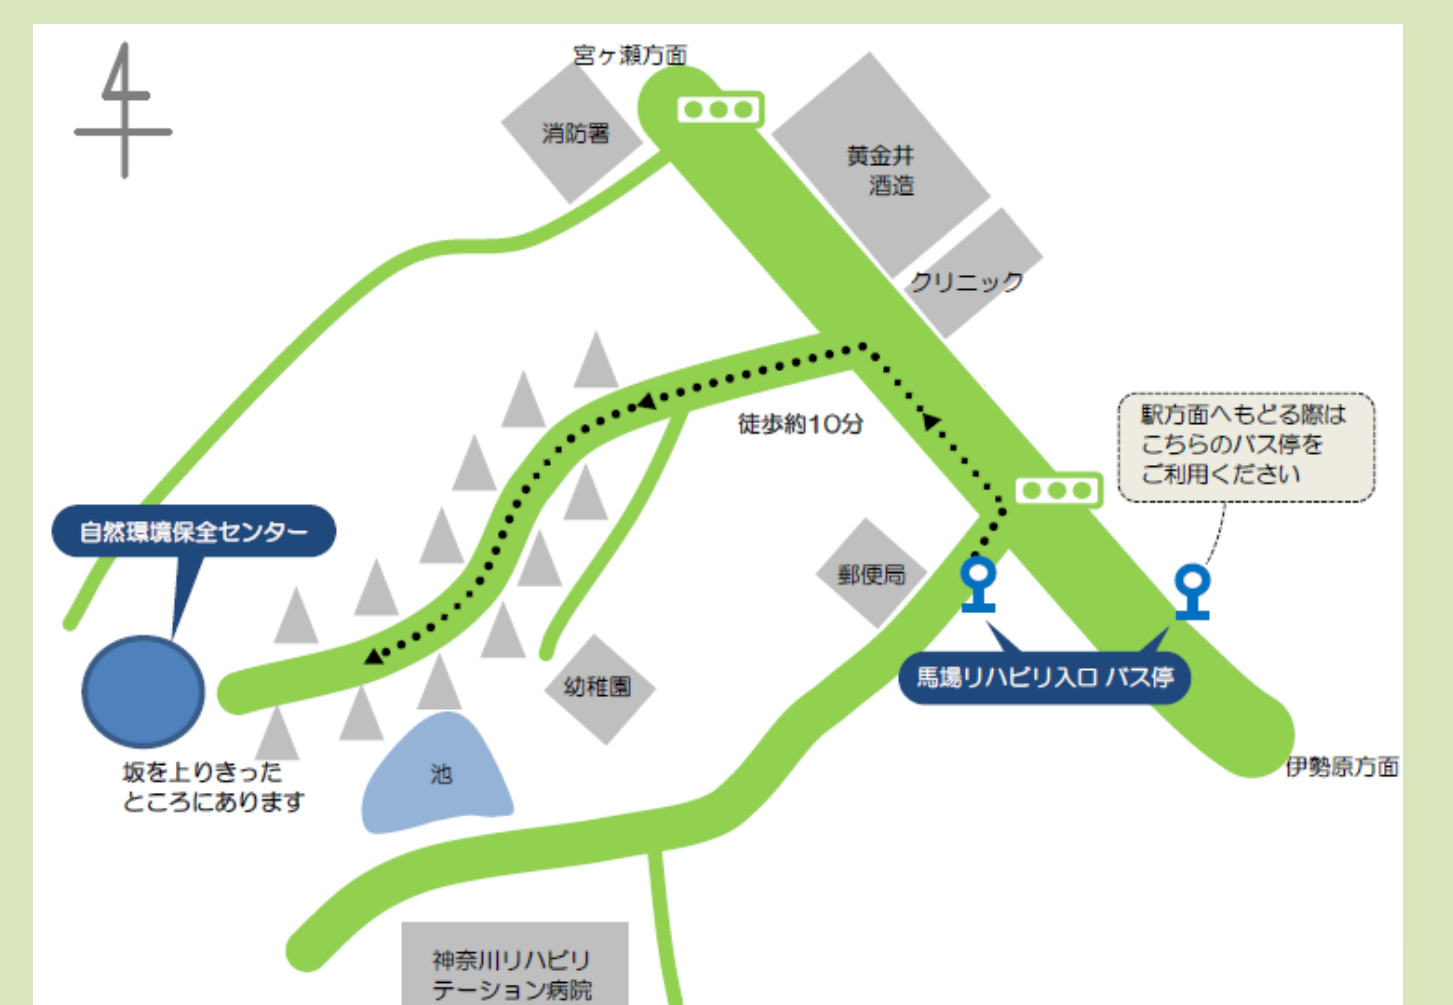 宮ヶ瀬方面
消防署
黄金井
酒造
クリニック
徒歩約10分
駅方面へもどる際は
こちらのバス停を
ご利用ください
自然環境保全センター
郵便局
馬場リハビリ入口 バス停
幼稚園
伊勢原方面
坂を上りきった
ところにあります
池
神奈川リハビリ
テーション病院